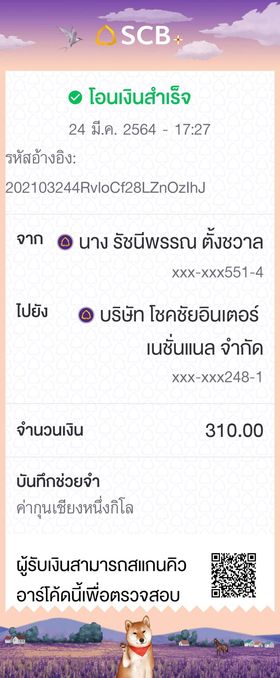 SCB
โอนเงินสำเร็จ
24 มี.ค. 2564 - 17:27
รหัสอ้างอิง:
202103244RvloCf28LZnOzlhJ
จาก
นาง รัชนีพรรณ ตั้งชวาล
xxx-xxx551-4
ไปยัง
บริษัท โชคชัยอินเตอร์
เนชั่นแนล จำกัด
xxx-xxx248-1
จำนวนเงิน
310.00
บันทึกช่วยจำ
ค่ากุนเชียงหนึ่งกิโล
ผู้รับเงินสามารถสแกนคิว
อาร์โค้ดนี้เพื่อตรวจสอบ